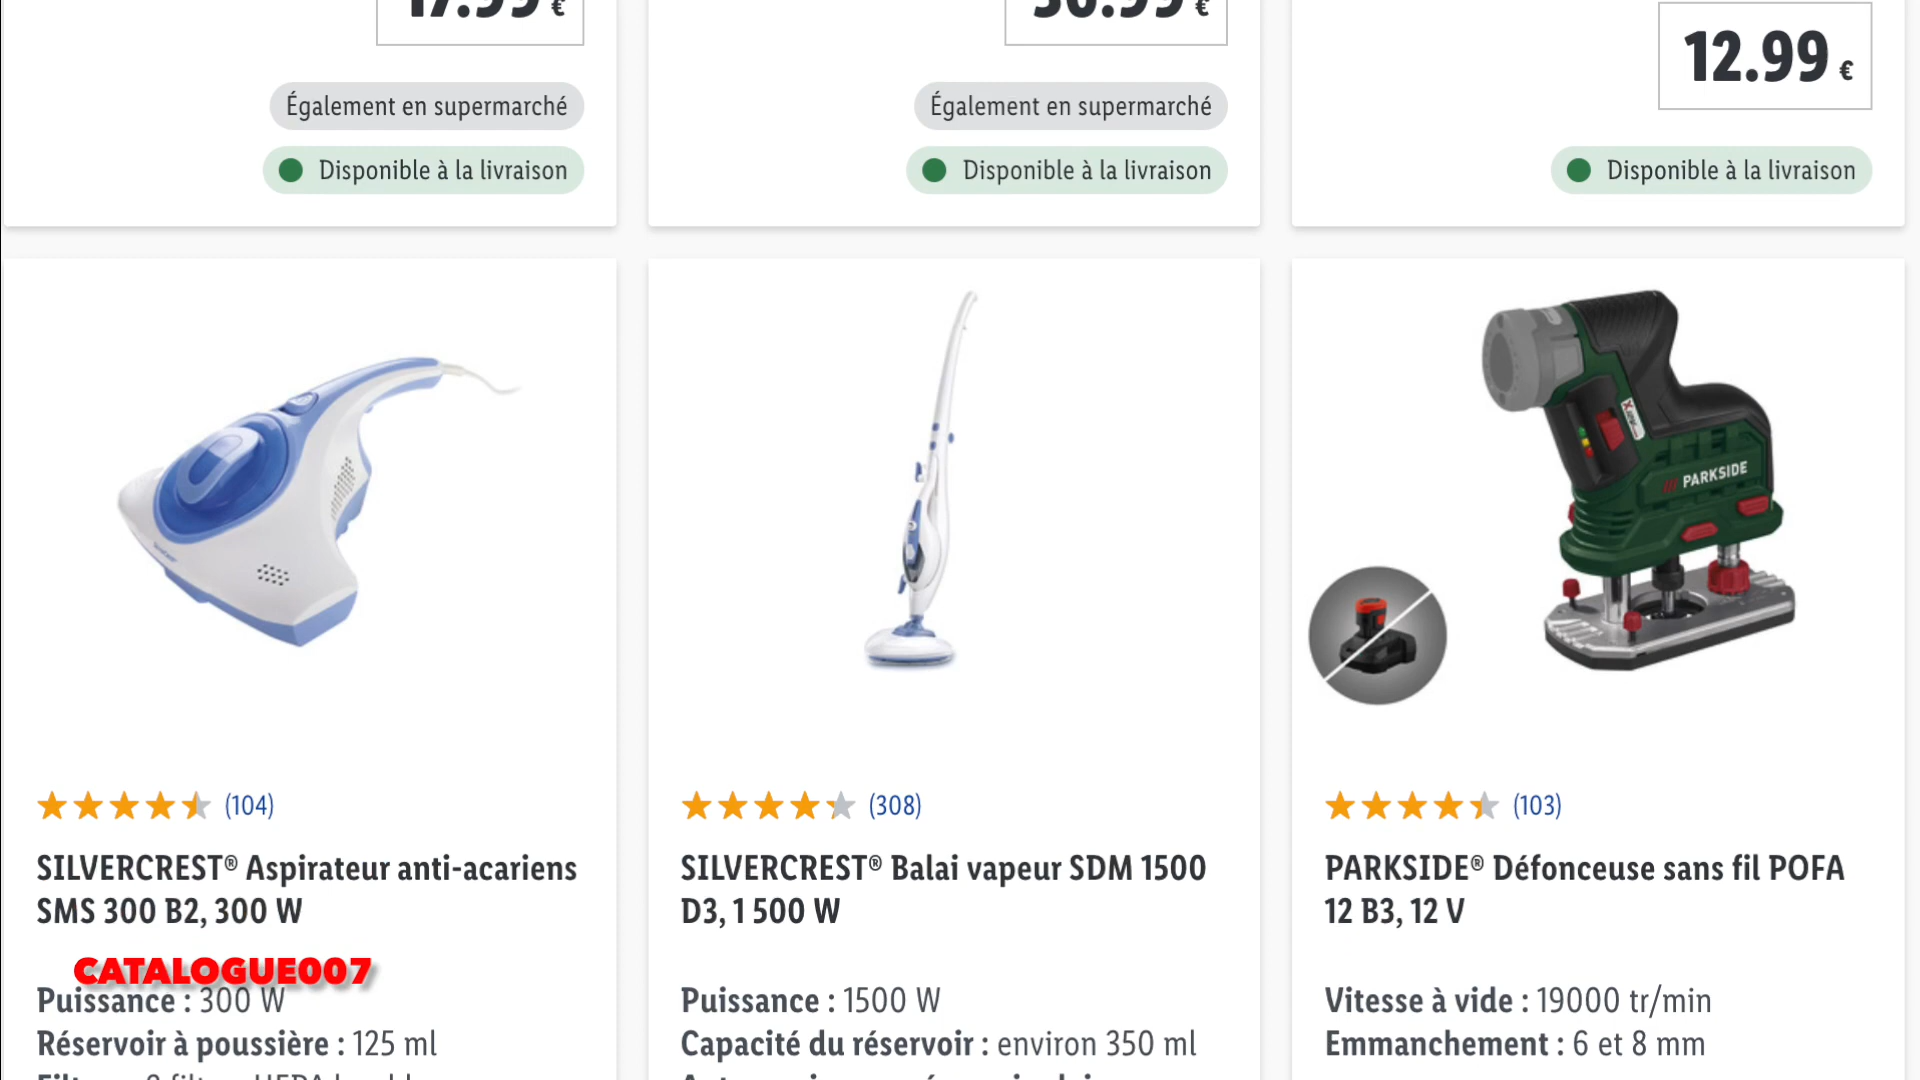 17.99 €
12.99 €
Également en supermarché
Également en supermarché
Disponible à la livraison
Disponible à la livraison
Disponible à la livraison
PARKSIDE
(104)
(308)
(103)
SILVERCREST® Aspirateur anti-acariens
SMS 300 B2, 300 W
SILVERCREST® Balai vapeur SDM 1500
D3, 1 500 W
PARKSIDE® Défonceuse sans fil POFA
12 B3, 12 V
CATALOGUE007
Puissance : 300 W
Réservoir à poussière : 125 ml
Puissance : 1500 W
Capacité du réservoir : environ 350 ml
Vitesse à vide : 19000 tr/min
Emmanchement : 6 et 8 mm